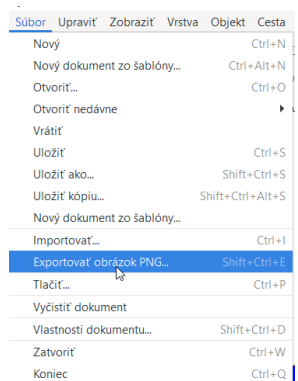 Súbor Upraviť Zobraziť Vrstva Objekt Cesta
Nový Ctrl+N
Nový dokument zo šablóny... Ctrl+Alt+N
Otvoriť... Ctrl+O
Otvoriť nedávne
Vrátiť
Uložiť Ctrl+S
Uložiť ako... Shift+Ctrl+S
Uložiť kópiu... Shift+Ctrl+Alt+S
Nový dokument zo šablóny...
Importovať... Ctrl+I
Exportovať obrázok PNG... Shift+Ctrl+E
Tlačiť... Ctrl+P
Vyčistiť dokument
Vlastnosti dokumentu... Shift+Ctrl+D
Zatvoriť Ctrl+W
Koniec Ctrl+Q